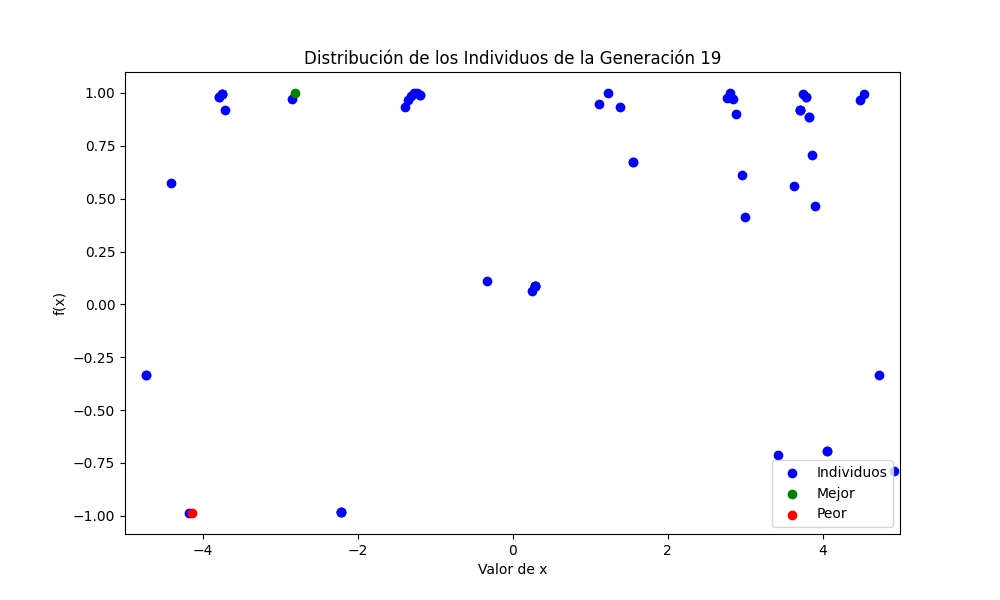 Distribución de los Individuos de la Generación 19
f(x)
1.00
0.75
0.50
0.25
0.00
−0.25
−0.50
−0.75
−1.00
−4
−2
0
2
4
Valor de x
Individuos
Mejor
Peor